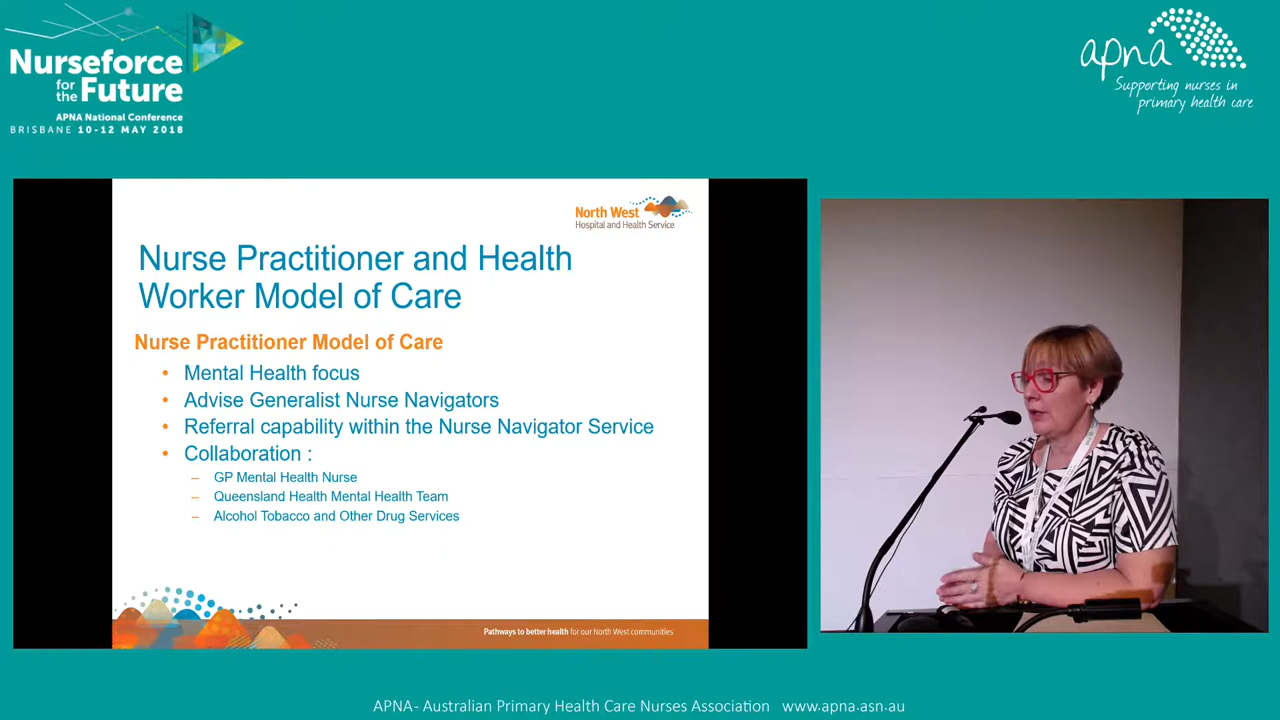 Nurseforce
for the Future
APNA National Conference
BRISBANE 10-12 MAY 2018
apna
Supporting nurses in
primary health care
North West
Hospital and Health Service
Nurse Practitioner and Health
Worker Model of Care
Nurse Practitioner Model of Care
• Mental Health focus
• Advise Generalist Nurse Navigators
• Referral capability within the Nurse Navigator Service
• Collaboration :
– GP Mental Health Nurse
– Queensland Health Mental Health Team
– Alcohol Tobacco and Other Drug Services
Pathways to better health for our North West communities
APNA- Australian Primary Health Care Nurses Association www.apna.asn.au